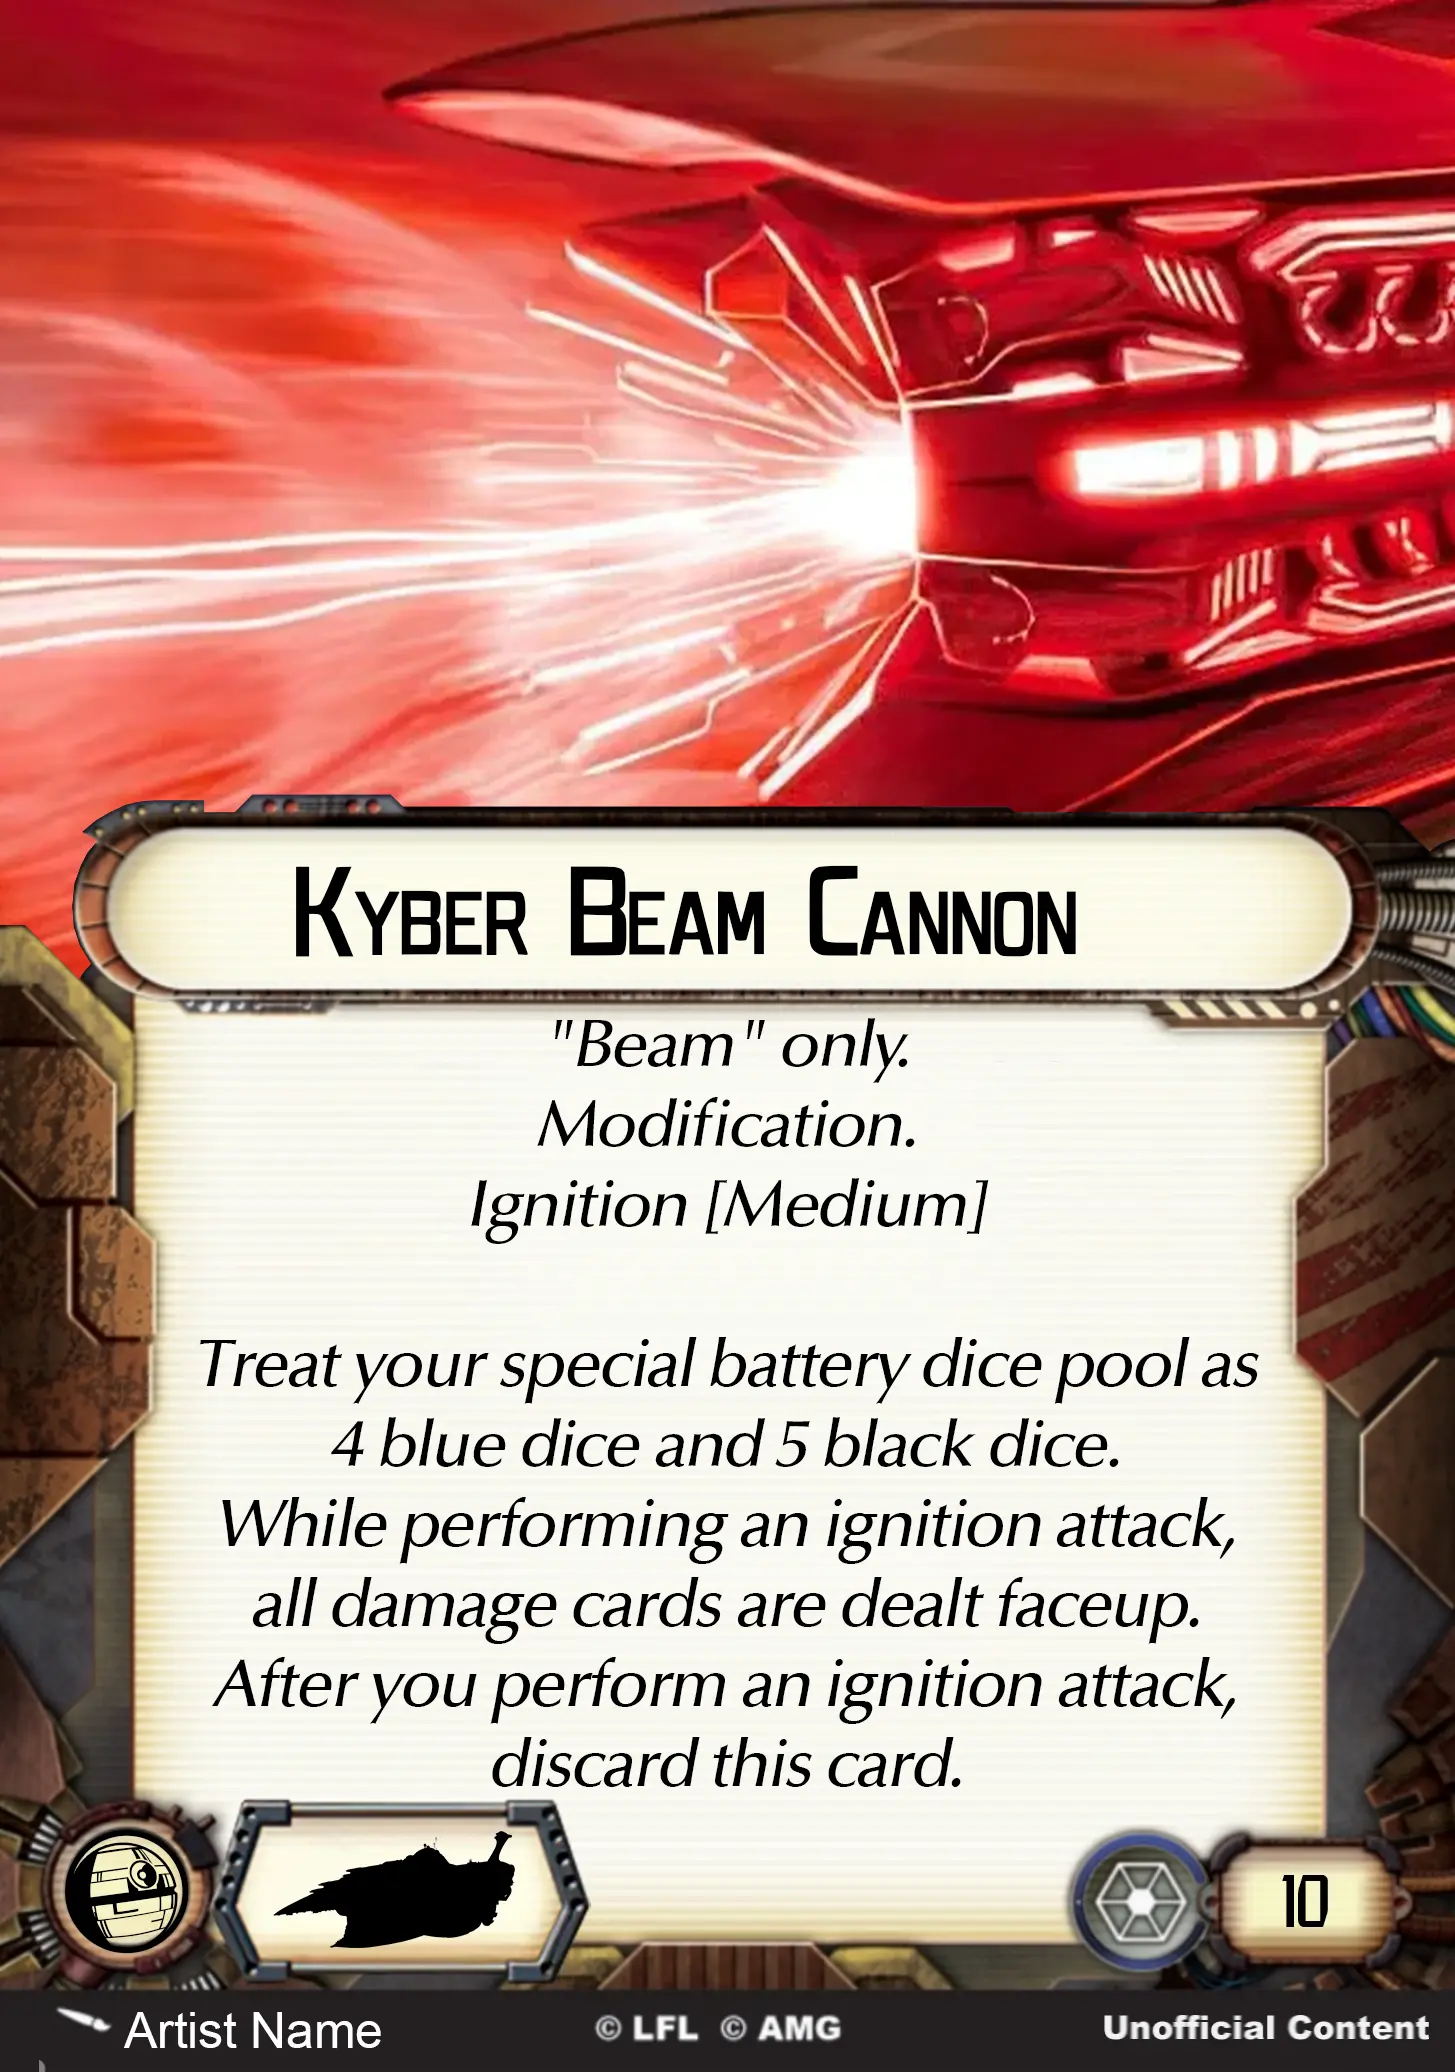 Kyber Beam Cannon
"Beam" only.
Modification.
Ignition [Medium]
Treat your special battery dice pool as
4 blue dice and 5 black dice.
While performing an ignition attack,
all damage cards are dealt faceup.
After you perform an ignition attack,
discard this card.
10
Artist Name © LFL © AMG Unofficial Content